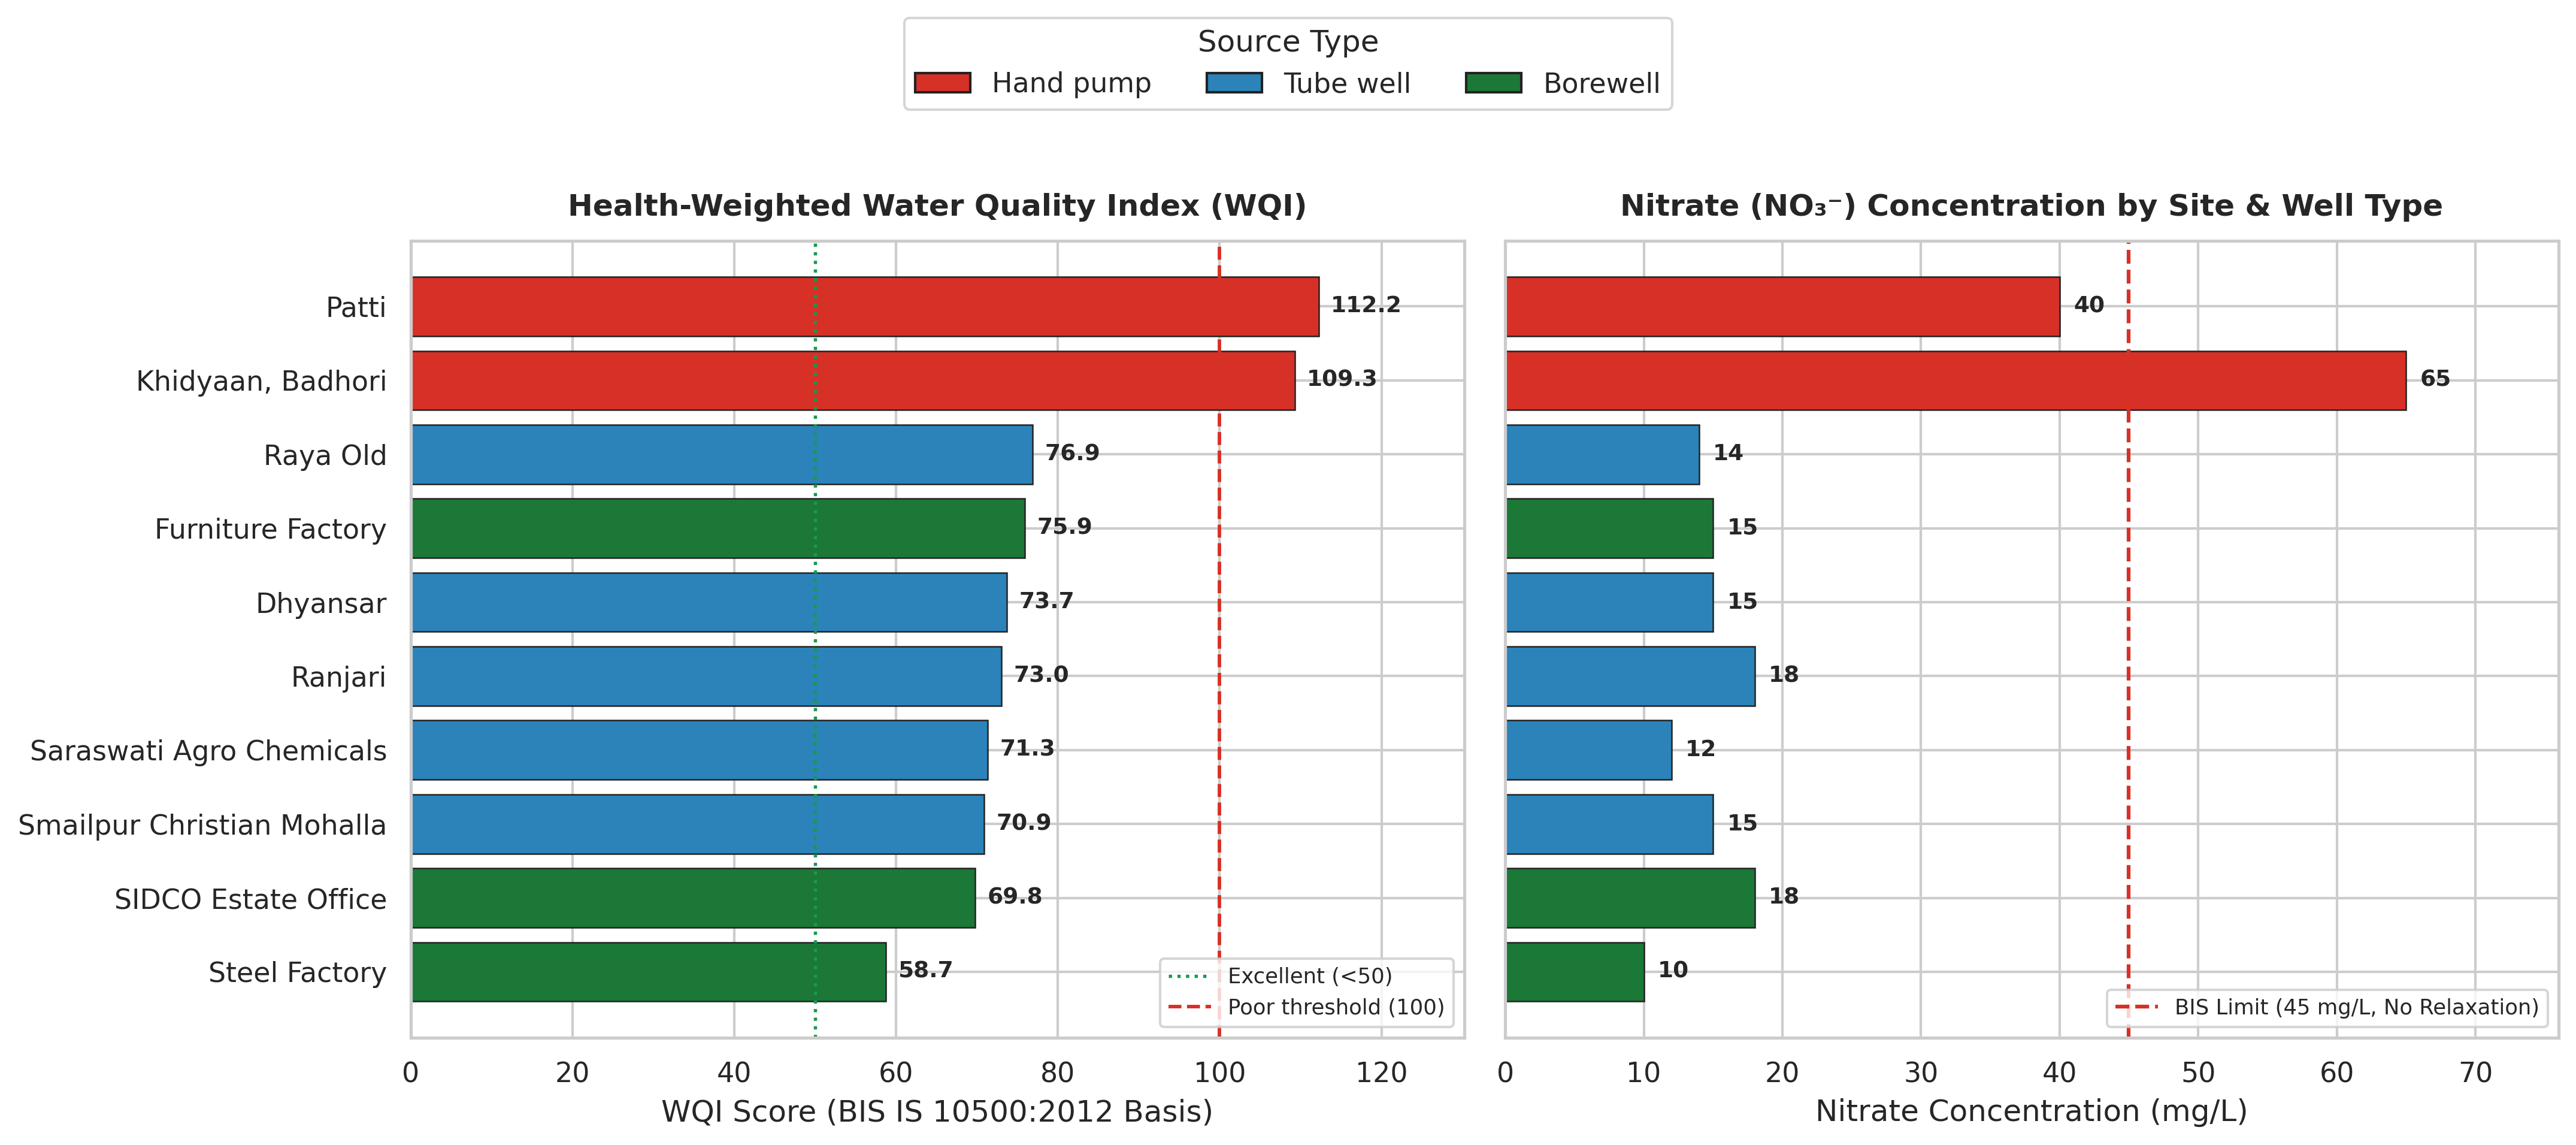 Source Type
Hand pump
Tube well
Borewell
Health-Weighted Water Quality Index (WQI)
Patti
Khidyaan, Badhori
Raya Old
Furniture Factory
Dhyansar
Ranjari
Saraswati Agro Chemicals
Smailpur Christian Mohalla
SIDCO Estate Office
Steel Factory
112.2
109.3
76.9
75.9
73.7
73.0
71.3
70.9
69.8
58.7
Excellent (<50)
Poor threshold (100)
0 20 40 60 80 100 120
WQI Score (BIS IS 10500:2012 Basis)
Nitrate (NO₃⁻) Concentration by Site & Well Type
40
65
14
15
15
18
12
15
18
10
BIS Limit (45 mg/L, No Relaxation)
0 10 20 30 40 50 60 70
Nitrate Concentration (mg/L)